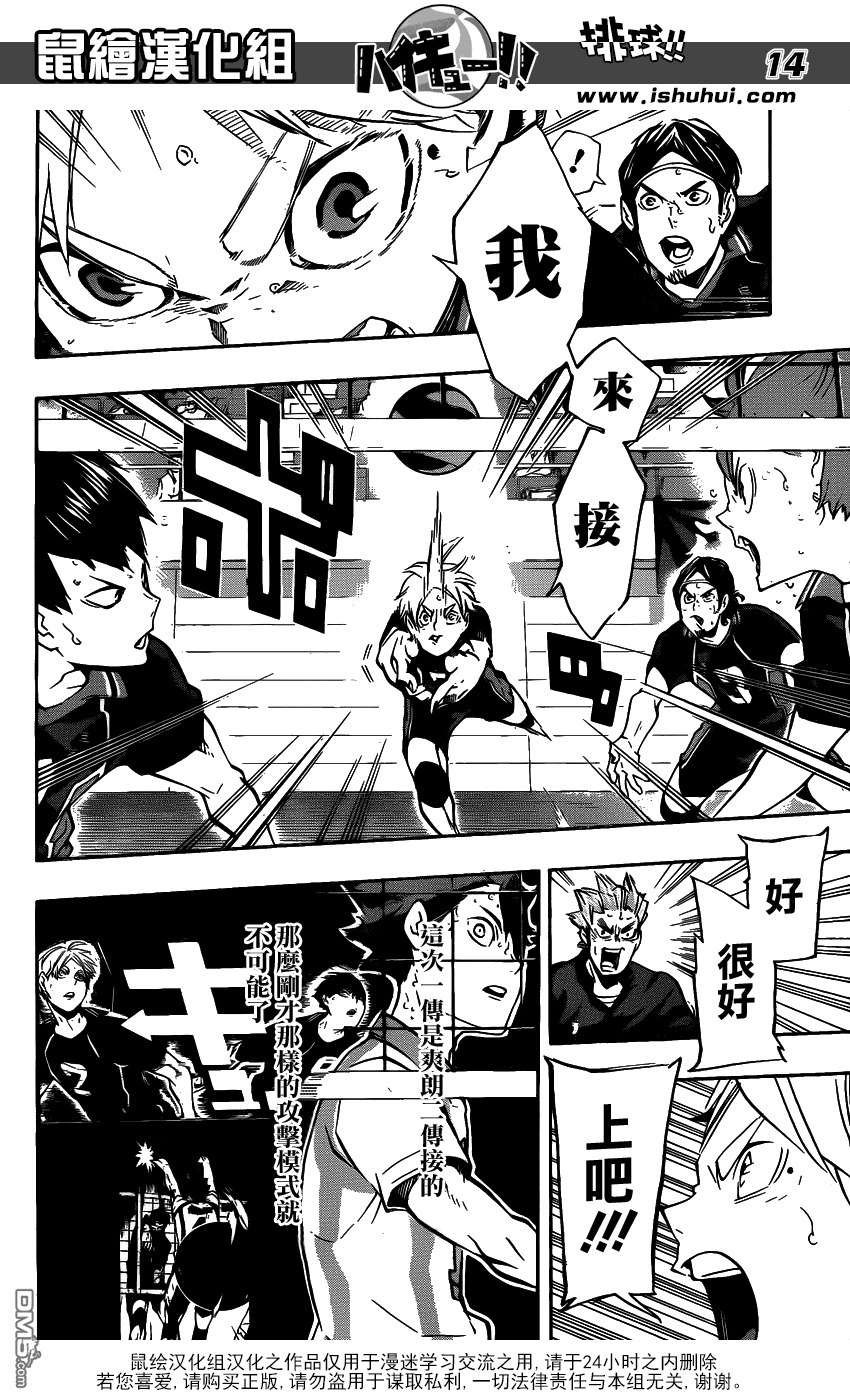 鼠繪漢化組
ハイキュー!!
排球!!
14
www.ishuhui.com
!
我
來
接
好
很好
上吧!!!
這次一傳是爽朗二傳接的
那麼剛才那樣的攻擊模式就
不可能了
キュ
DM5
鼠绘汉化组汉化之作品仅用于漫迷学习交流之用, 请于24小时之内删除
若您喜爱, 请购买正版, 请勿盗用于谋取私利, 一切法律责任与本组无关, 谢谢。